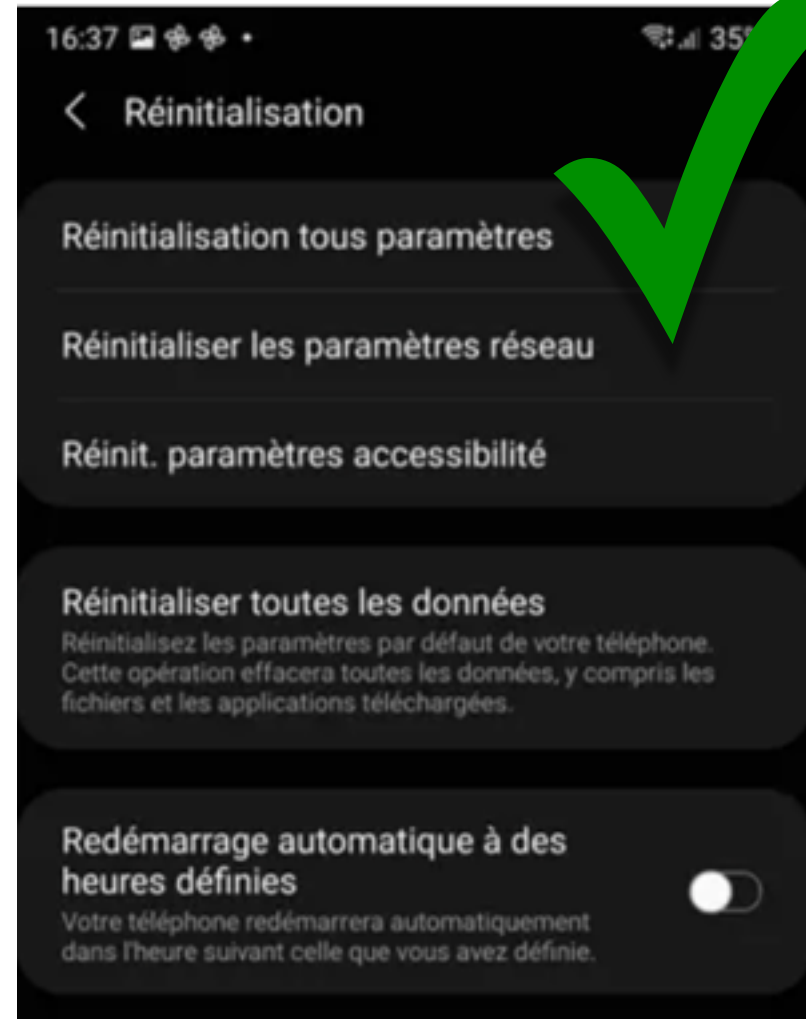 16:37
35
Réinitialisation
Réinitialisation tous paramètres
Réinitialiser les paramètres réseau
Réinit. paramètres accessibilité
Réinitialiser toutes les données
Réinitialisez les paramètres par défaut de votre téléphone.
Cette opération effacera toutes les données, y compris les
fichiers et les applications téléchargées.
Redémarrage automatique à des
heures définies
Votre téléphone redémarrera automatiquement
dans l'heure suivant celle que vous avez définie.